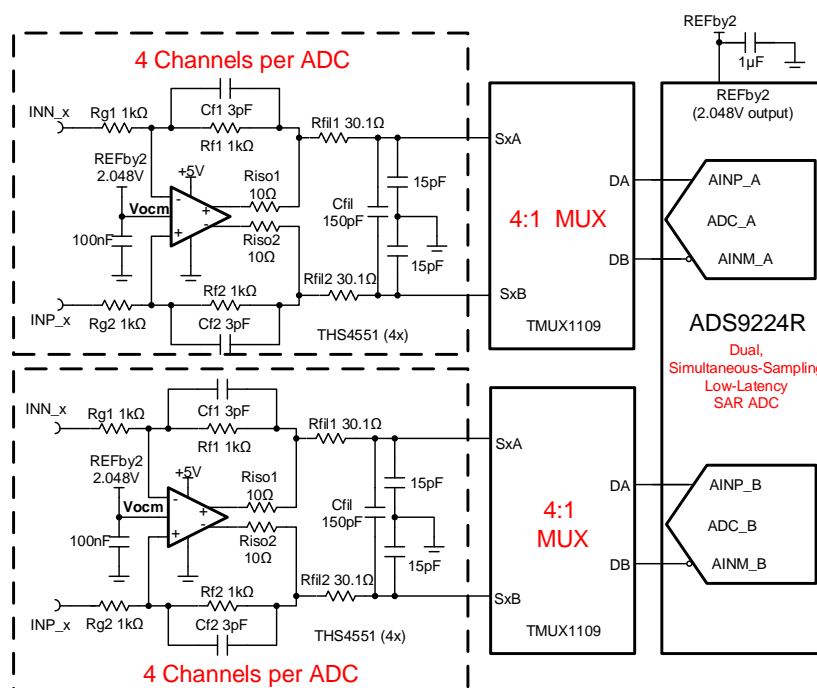 4 Channels per ADC
INN_x
Rg1 1kΩ
Cf1 3pF
Rf1 1kΩ
Rfil1 30.1Ω
REFby2
2.048V
+5V
Vocm
Riso1
10Ω
-
+
+
-
100nF
Riso2
10Ω
Cfil
150pF
15pF
15pF
INP_x
Rg2 1kΩ
Rf2 1kΩ
Cf2 3pF
Rfil2 30.1Ω
THS4551 (4x)
SxA
DA
4:1 MUX
DB
SxB
TMUX1109
REFby2
1µF
REFby2
(2.048V output)
AINP_A
ADC_A
AINM_A
ADS9224R
Dual,
Simultaneous-Sampling
Low-Latency
SAR ADC
INN_x
Rg1 1kΩ
Cf1 3pF
Rf1 1kΩ
Rfil1 30.1Ω
REFby2
2.048V
+5V
Vocm
Riso1
10Ω
-
+
+
-
100nF
Riso2
10Ω
Cfil
150pF
15pF
15pF
INP_x
Rg2 1kΩ
Rf2 1kΩ
Cf2 3pF
Rfil2 30.1Ω
THS4551 (4x)
4 Channels per ADC
SxA
DA
4:1
MUX
DB
SxB
TMUX1109
AINP_B
ADC_B
AINM_B